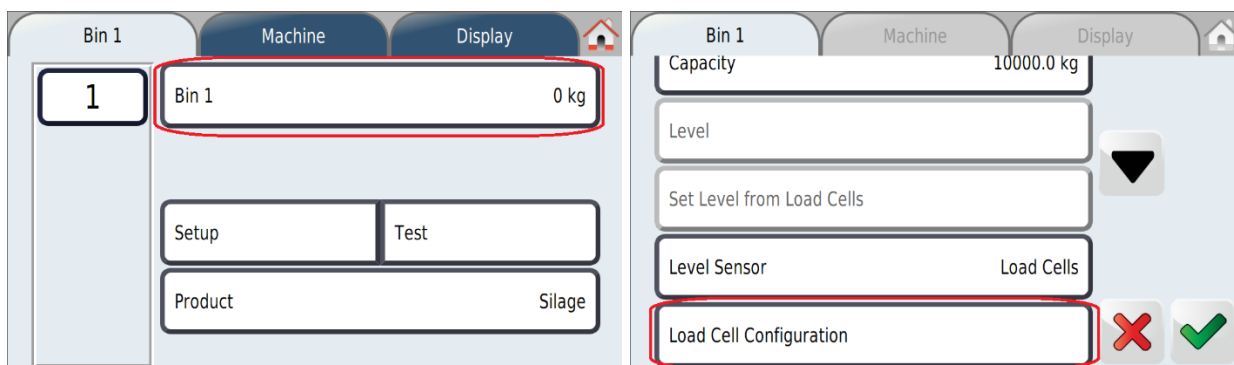 Bin 1 Machine Display
1
Bin 1 0 kg
Setup Test
Product Silage
Bin 1 Machine Display
Capacity 10000.0 kg
Level
Set Level from Load Cells
Level Sensor Load Cells
Load Cell Configuration